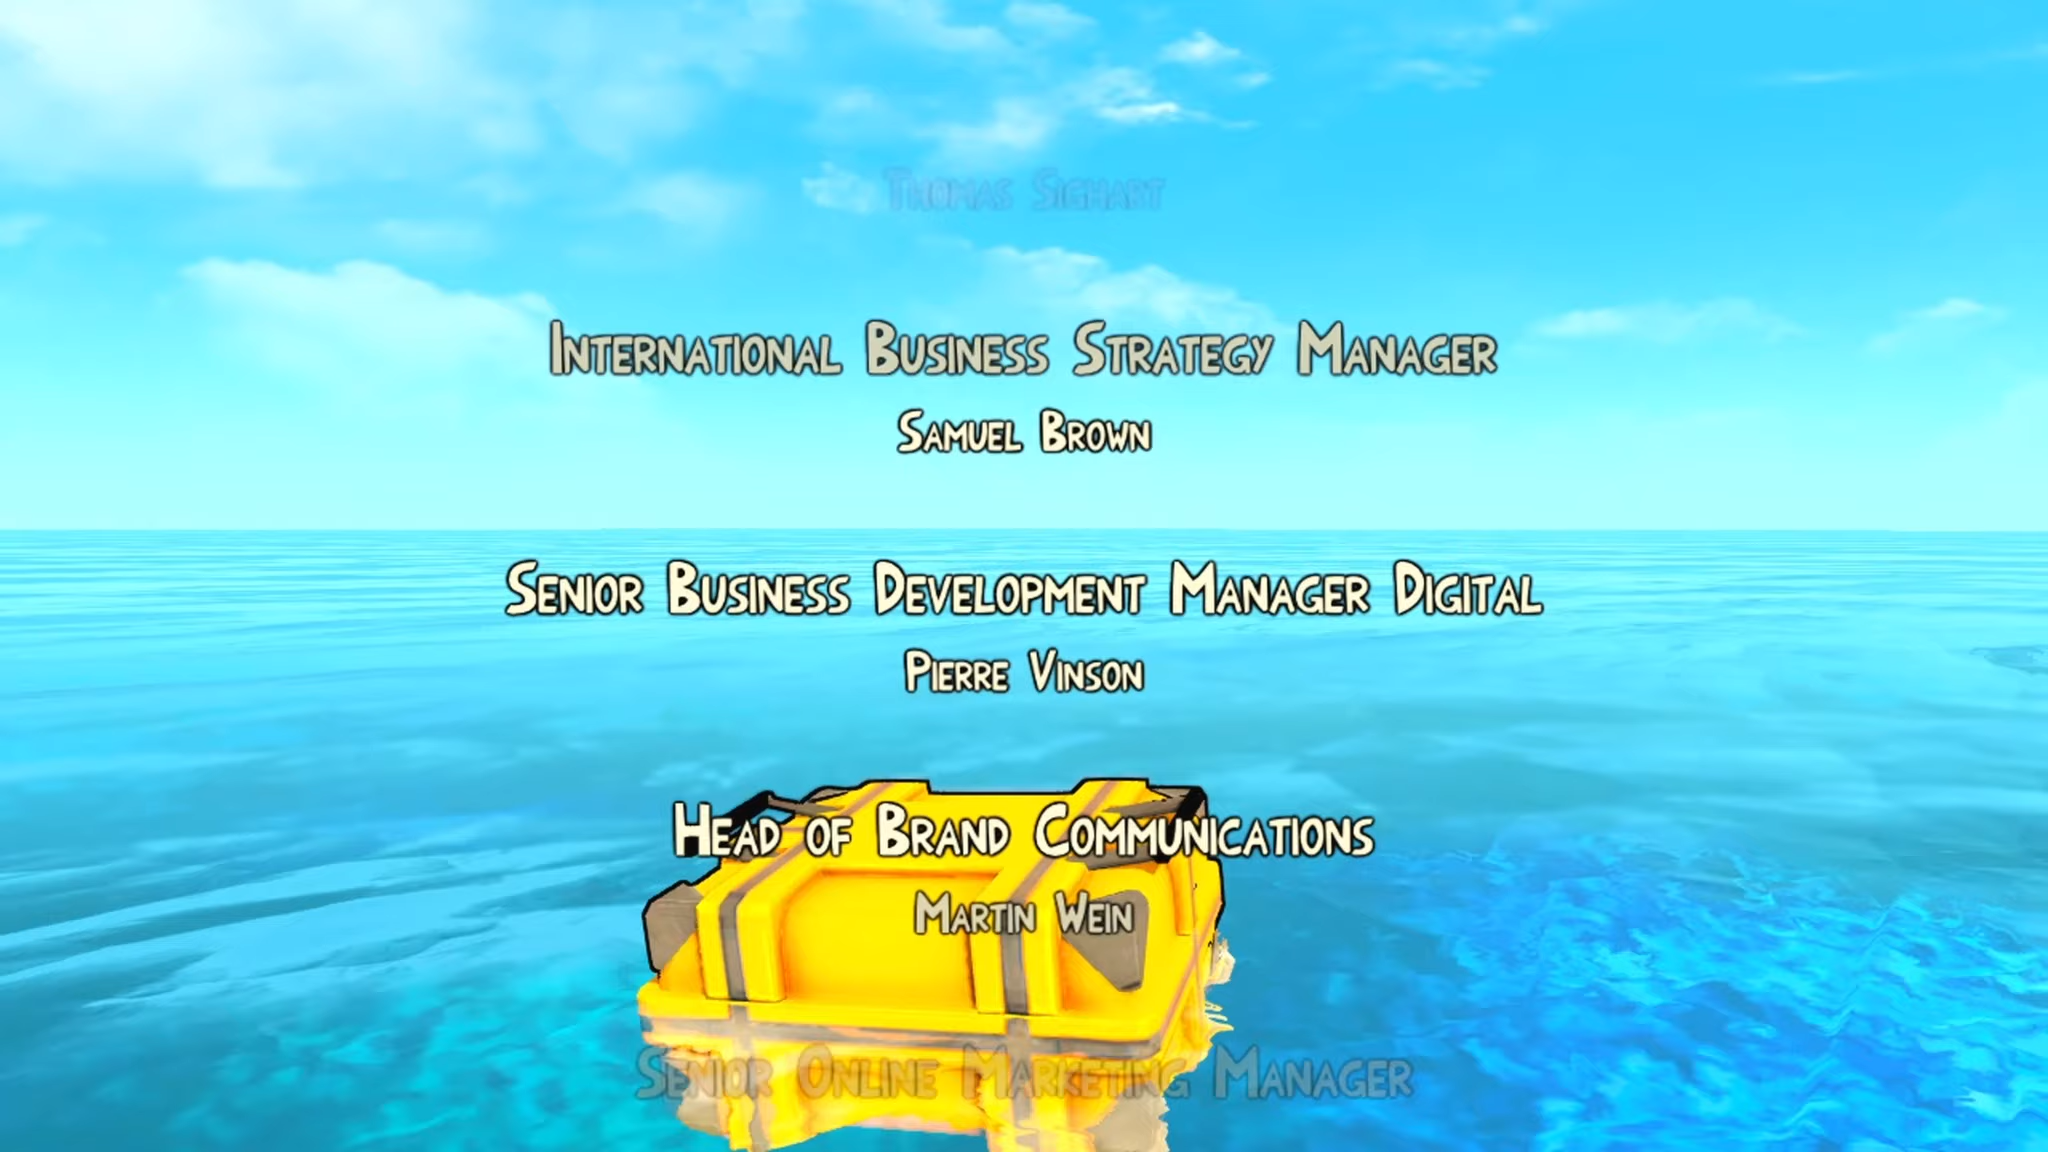 Thomas Sighart
International Business Strategy Manager
Samuel Brown
Senior Business Development Manager Digital
Pierre Vinson
Head of Brand Communications
Martin Wein
Senior Online Marketing Manager